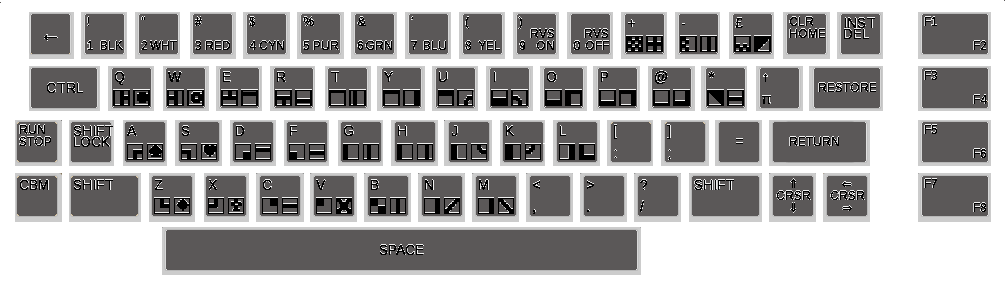 ← ! 1 BLK " 2 WHT # 3 RED $ 4 CYN % 5 PUR & 6 GRN ' 7 BLU ( 8 YEL ) 9 RVS ON 0 RVS OFF + - £ CLR HOME INST DEL F1 F2
CTRL Q W E R T Y U I O P @ * ↑ π RESTORE F3 F4
RUN STOP SHIFT LOCK A S D F G H J K L [ : ] ; = RETURN F5 F6
CBM SHIFT Z X C V B N M < , > . ? / SHIFT ↑ CRSR ↓ ← CRSR → F7 F8
SPACE